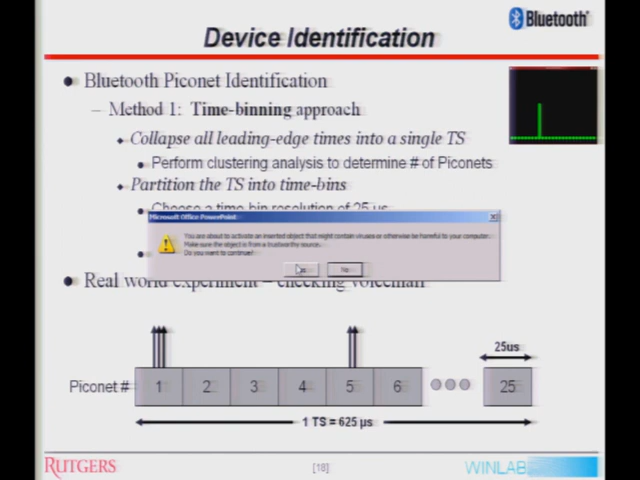 Bluetooth
Device Identification
Bluetooth Piconet Identification
– Method 1: Time-binning approach
Collapse all leading-edge times into a single TS
Perform clustering analysis to determine # of Piconets
Partition the TS into time-bins
Choose a time-bin resolution of 25 us
Microsoft Office PowerPoint
You are about to activate an inserted object that might contain viruses or otherwise be harmful to your computer.
Make sure the object is from a trustworthy source.
Do you want to continue?
No
Real world experiment – checking voicemail
25us
Piconet # 1 2 3 4 5 6 25
1 TS = 625 µs
RUTGERS [18] WINLAB